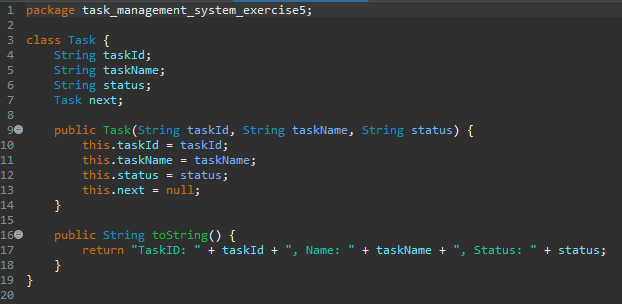 1 package task_management_system_exercise5;
2
3 class Task {
4     String taskId;
5     String taskName;
6     String status;
7     Task next;
8
9     public Task(String taskId, String taskName, String status) {
10         this.taskId = taskId;
11         this.taskName = taskName;
12         this.status = status;
13         this.next = null;
14     }
15
16     public String toString() {
17         return "TaskID: " + taskId + ", Name: " + taskName + ", Status: " + status;
18     }
19 }
20